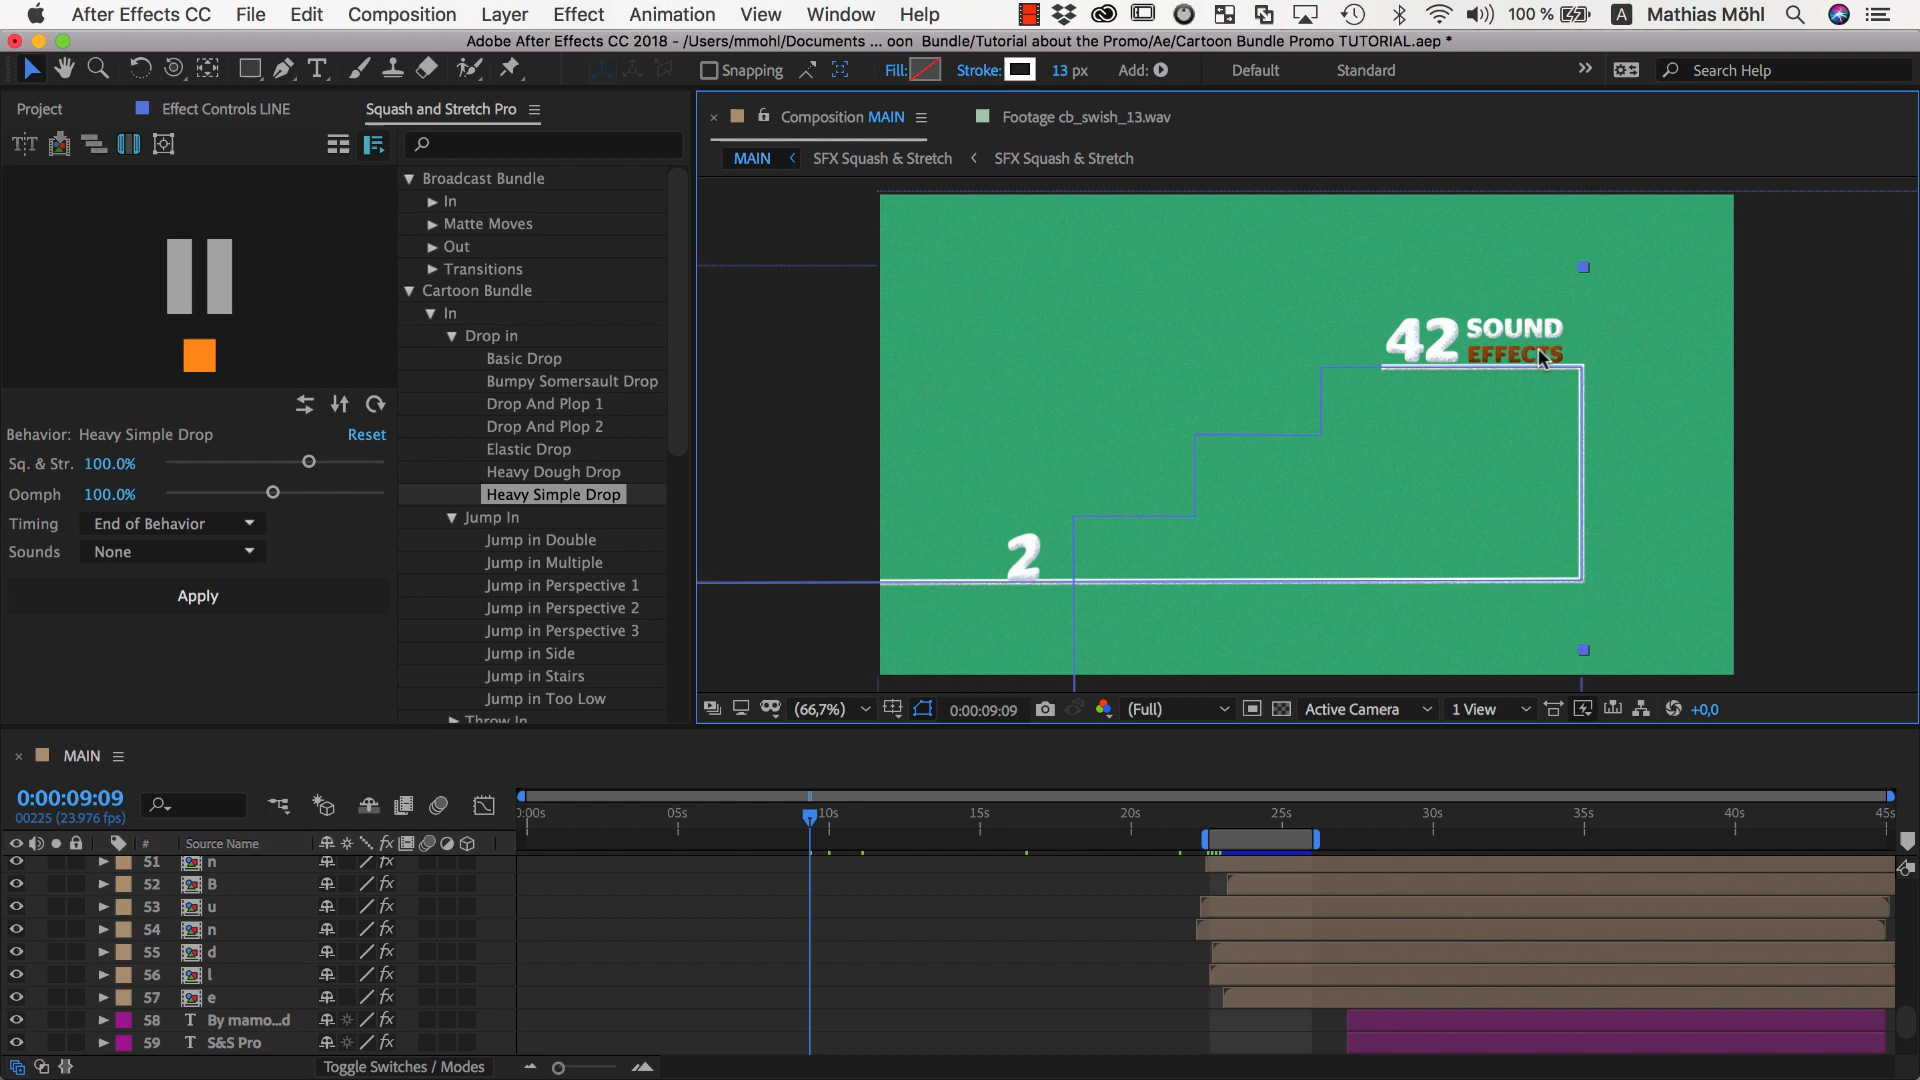 After Effects CC File Edit Composition Layer Effect Animation View Window Help 100 % A Mathias Möhl
Adobe After Effects CC 2018 - /Users/mmohl/Documents ... oon Bundle/Tutorial about the Promo/Ae/Cartoon Bundle Promo TUTORIAL.aep *
Snapping Fill: Stroke: 13 px Add: Default Standard Search Help
Project Effect Controls LINE Squash and Stretch Pro
Composition MAIN Footage cb_swish_13.wav
MAIN SFX Squash & Stretch SFX Squash & Stretch
Broadcast Bundle
In
Matte Moves
Out
Transitions
Cartoon Bundle
In
Drop in
Basic Drop
Bumpy Somersault Drop
Drop And Plop 1
Drop And Plop 2
Elastic Drop
Heavy Dough Drop
Heavy Simple Drop
Jump In
Jump in Double
Jump in Multiple
Jump in Perspective 1
Jump in Perspective 2
Jump in Perspective 3
Jump in Side
Jump in Stairs
Jump in Too Low
Throw In
Behavior: Heavy Simple Drop Reset
Sq. & Str. 100.0%
Oomph 100.0%
Timing End of Behavior
Sounds None
Apply
42 SOUND
EFFECTS
2
(66,7%) 0:00:09:09 (Full) Active Camera 1 View +0,0
MAIN
0:00:09:09
00225 (23.976 fps)
0:00s 05s 10s 15s 20s 25s 30s 35s 40s 45s
# Source Name
51 n
52 B
53 u
54 n
55 d
56 l
57 e
58 T By mamo...d
59 T S&S Pro
Toggle Switches / Modes